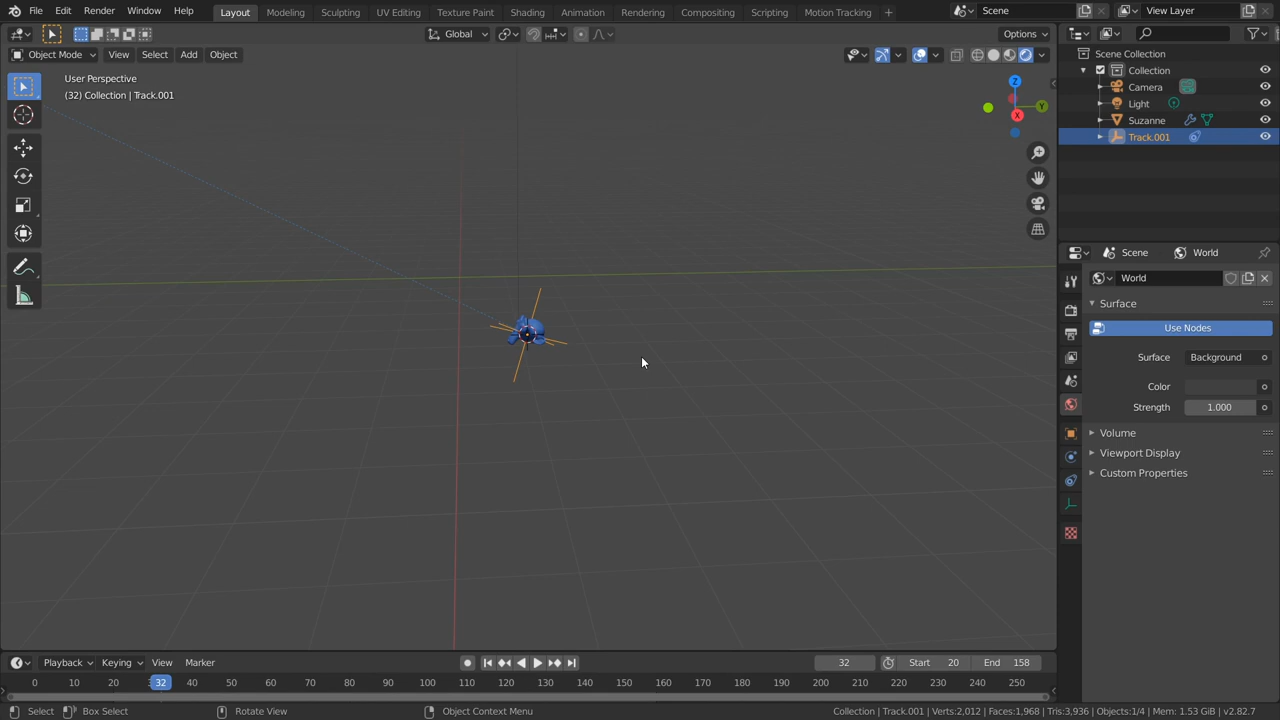 File Edit Render Window Help Layout Modeling Sculpting UV Editing Texture Paint Shading Animation Rendering Compositing Scripting Motion Tracking + Scene View Layer
Global Options
Object Mode View Select Add Object
User Perspective
(32) Collection | Track.001
Z
Y
X
Scene Collection
Collection
Camera
Light
Suzanne
Track.001
Scene World
World
Surface
Use Nodes
Surface Background
Color
Strength 1.000
Volume
Viewport Display
Custom Properties
Playback Keying View Marker 32 Start 20 End 158
0 10 20 32 40 50 60 70 80 90 100 110 120 130 140 150 160 170 180 190 200 210 220 230 240 250
Select Box Select Rotate View Object Context Menu Collection | Track.001 | Verts:2,012 | Faces:1,968 | Tris:3,936 | Objects:1/4 | Mem: 1.53 GiB | v2.82.7